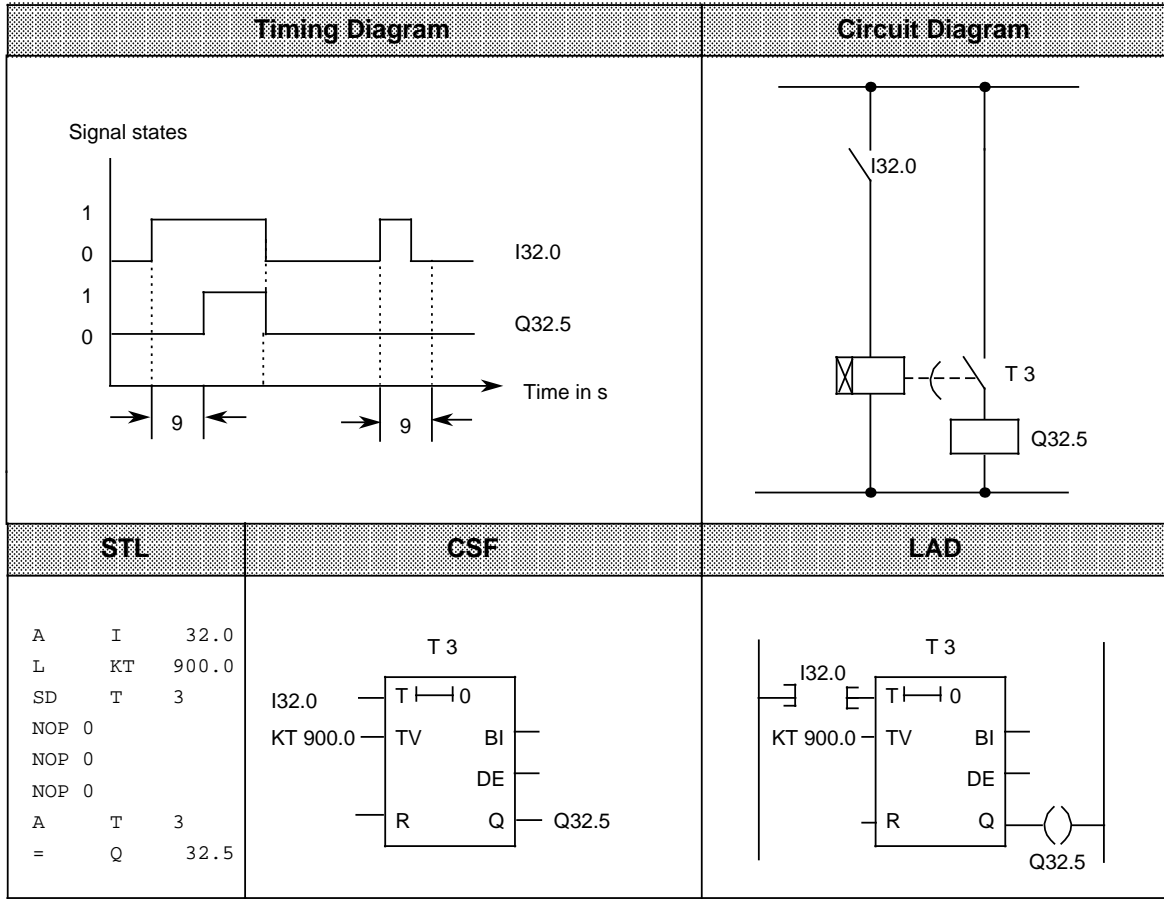 Timing Diagram
Circuit Diagram
Signal states
1
0
I32.0
1
0
Q32.5
Time in s
9
9
I32.0
T 3
Q32.5
STL
CSF
LAD
A I 32.0
L KT 900.0
SD T 3
NOP 0
NOP 0
NOP 0
A T 3
= Q 32.5
T 3
I32.0
T 0
KT 900.0
TV BI
DE
R Q
Q32.5
T 3
I32.0
T 0
KT 900.0
TV BI
DE
R Q
Q32.5